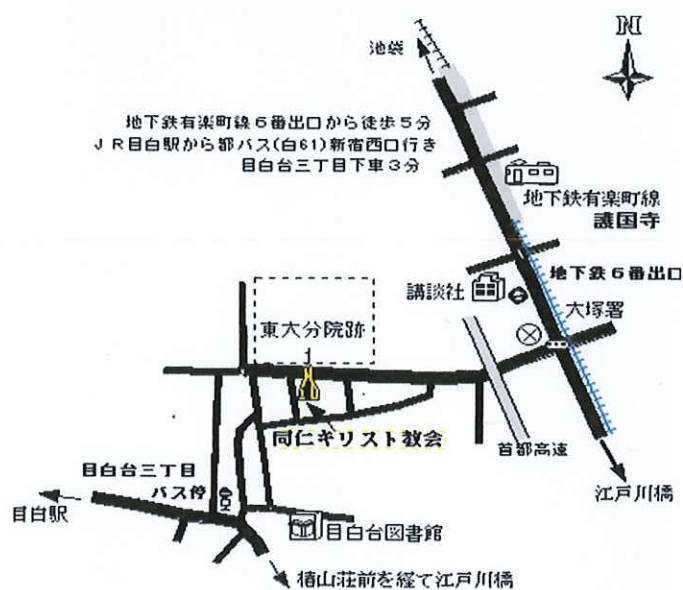 N
池袋
地下鉄有楽町線6番出口から徒歩5分
JR目白駅から都バス(白61)新宿西口行き
目白台三丁目下車3分
地下鉄有楽町線
護国寺
地下鉄6番出口
講談社
大塚署
東大分院跡
同仁キリスト教会
首都高速
目白台三丁目
バス停
江戸川橋
目白駅
目白台図書館
椿山荘前を経て江戸川橋